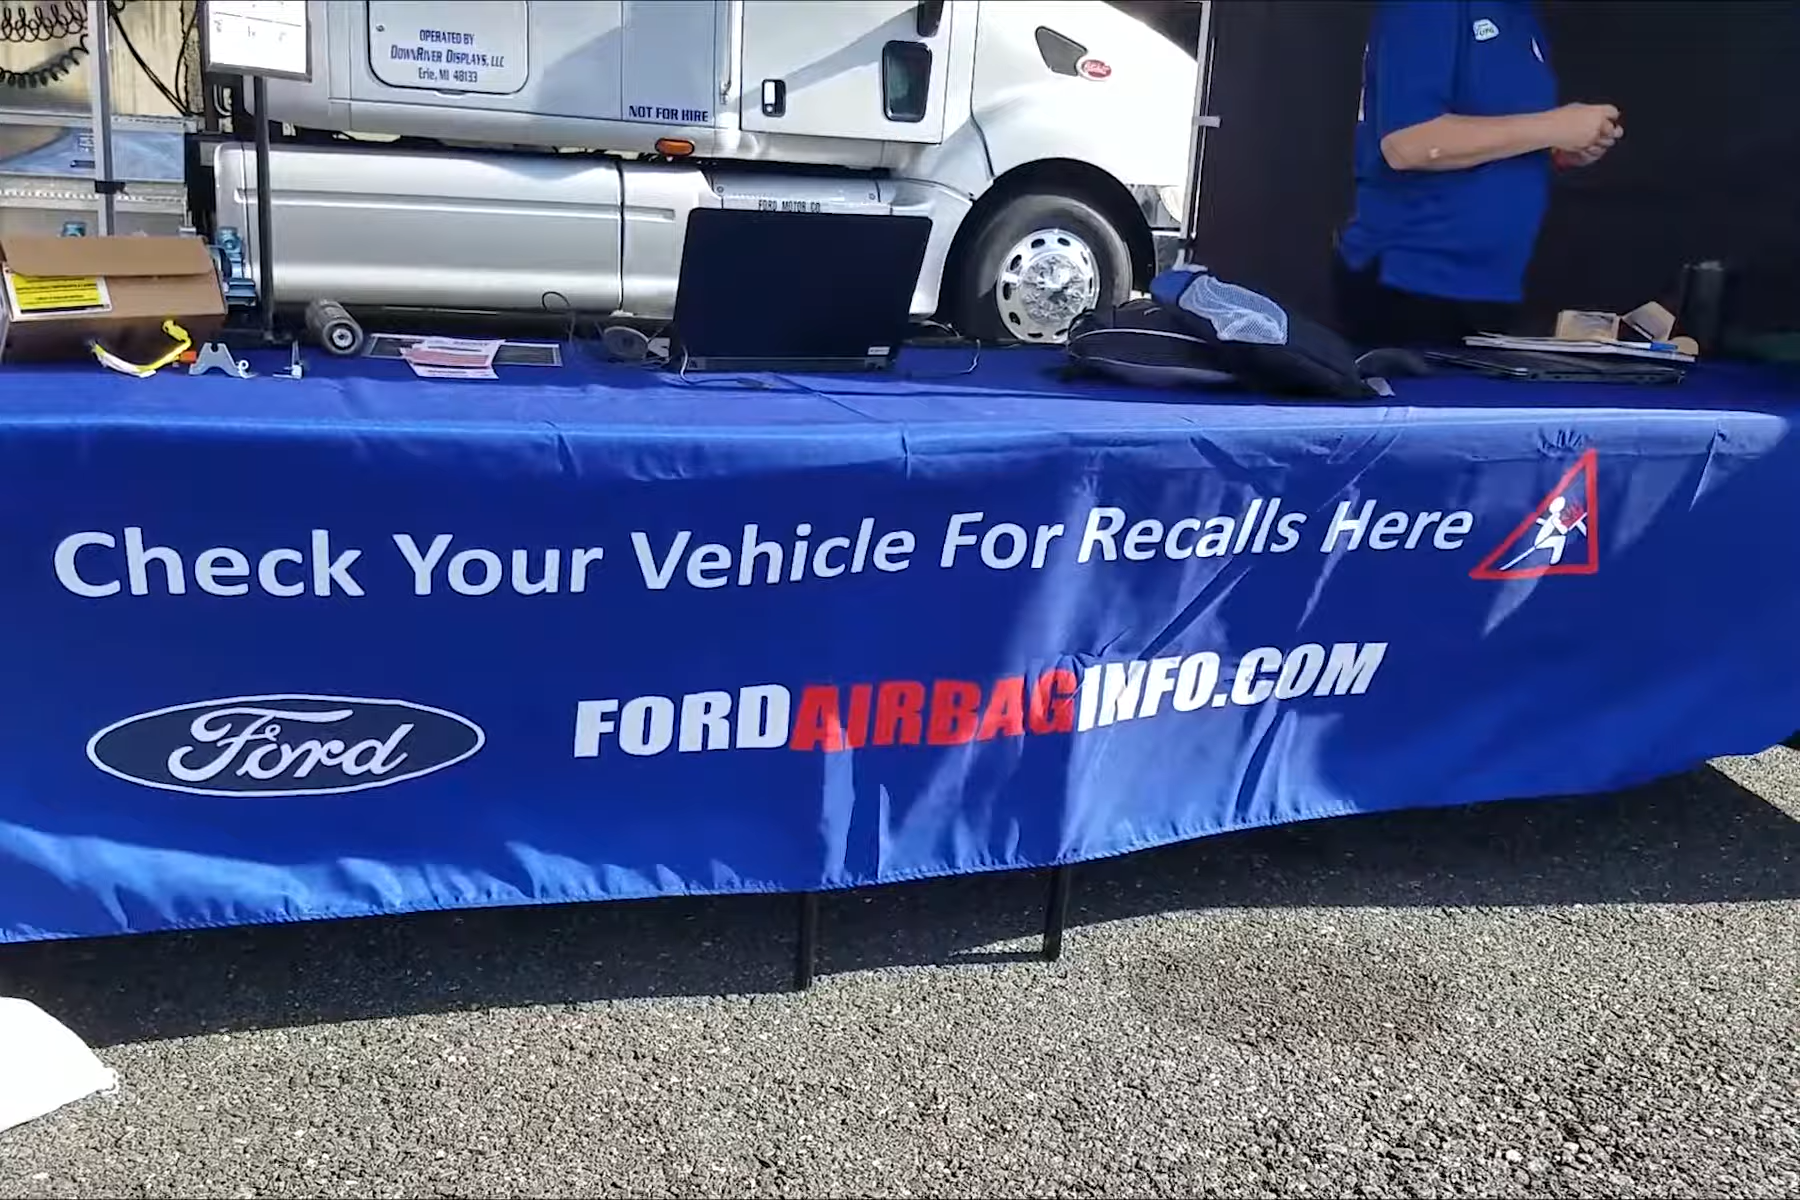 OPERATED BY
DOWNRIVER DISPLAYS, LLC
Erie, MI 48133
NOT FOR HIRE
FORD MOTOR CO
Check Your Vehicle For Recalls Here
Ford
FORDAIRBAGINFO.COM